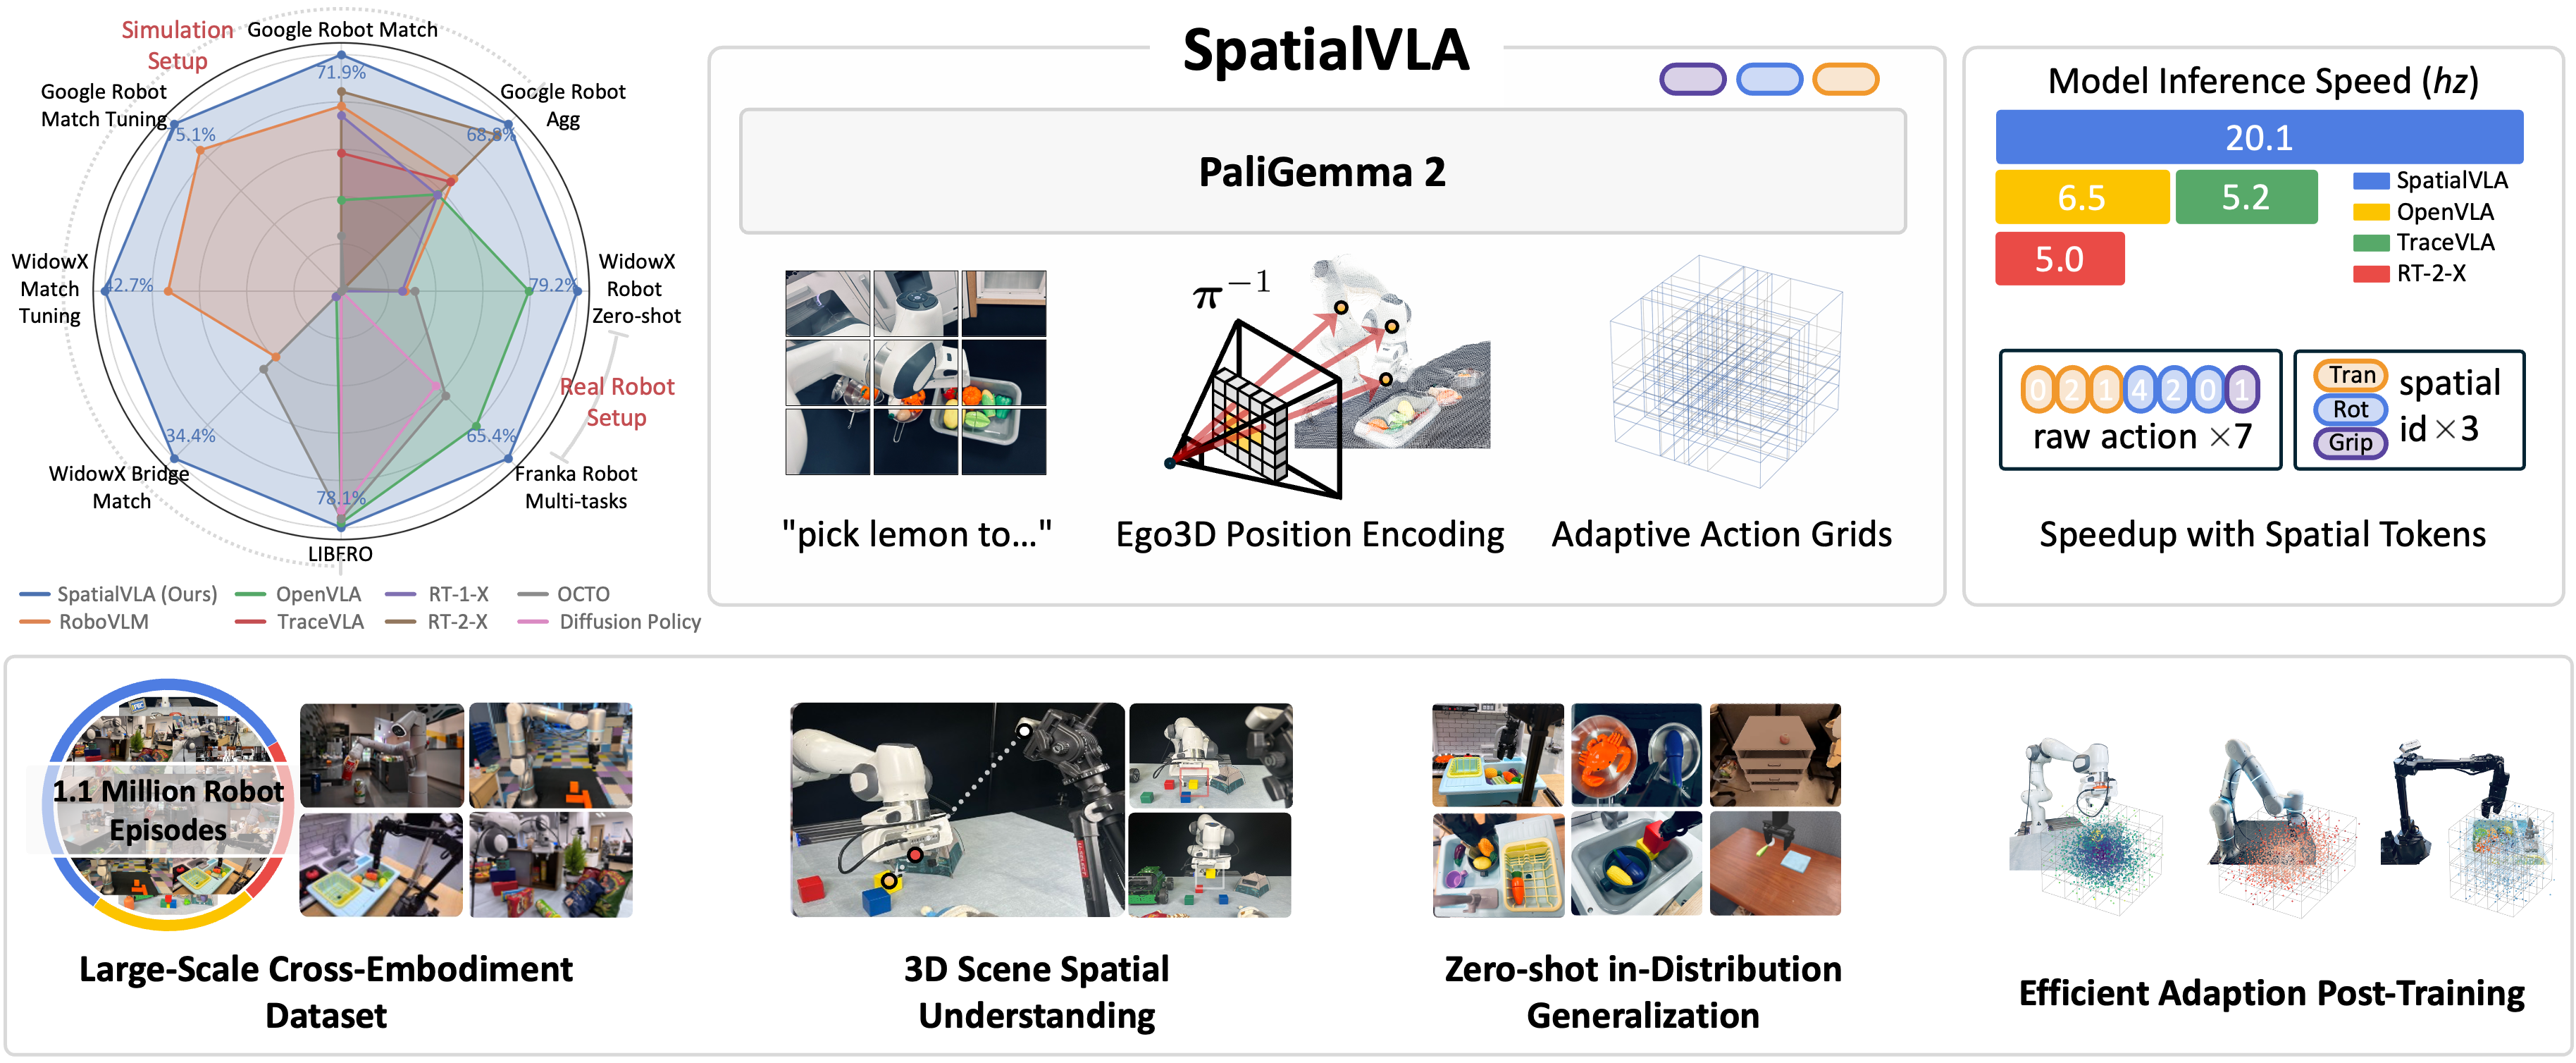 Simulation
Setup
Google Robot Match
71.9%
Google Robot
Match Tuning
75.1%
Google Robot
Agg
68.8%
WidowX
Match
Tuning
42.7%
WidowX
Robot
Zero-shot
79.2%
Real Robot
Setup
34.4%
WidowX Bridge
Match
65.4%
Franka Robot
Multi-tasks
78.1%
LIBERO
SpatialVLA (Ours)
OpenVLA
RT-1-X
OCTO
RoboVLM
TraceVLA
RT-2-X
Diffusion Policy
SpatialVLA
PaliGemma 2
π⁻¹
"pick lemon to..."
Ego3D Position Encoding
Adaptive Action Grids
Model Inference Speed (hz)
20.1
6.5
5.2
5.0
SpatialVLA
OpenVLA
TraceVLA
RT-2-X
0 2 1 4 2 0 1
raw action ×7
Tran
Rot
Grip
spatial
id×3
Speedup with Spatial Tokens
1.1 Million Robot
Episodes
Large-Scale Cross-Embodiment
Dataset
3D Scene Spatial
Understanding
Zero-shot in-Distribution
Generalization
Efficient Adaption Post-Training